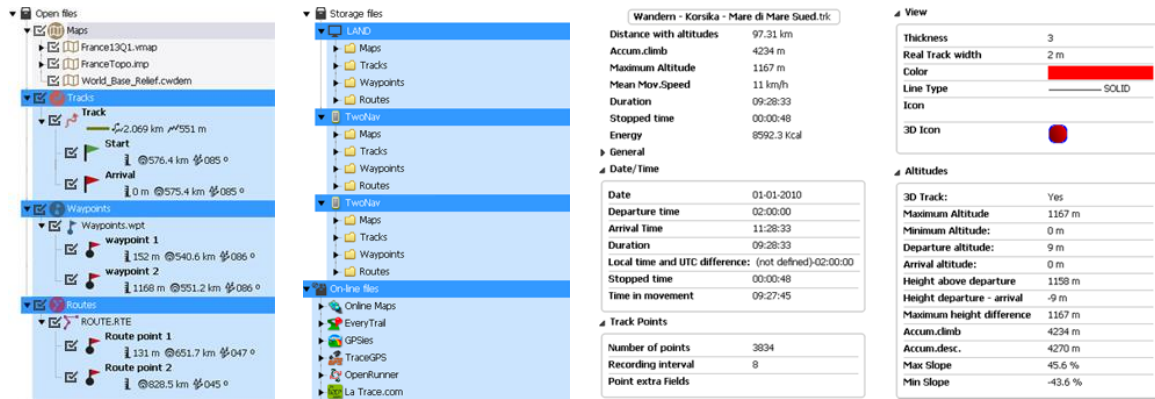 Open files
Maps
France13Q1.vmap
FranceTopo.imp
World_Base_Relief.cwdem
Tracks
Track
2.069 km 551 m
Start
576.4 km 085 º
Arrival
0 m 575.4 km 085 º
Waypoints
Waypoints.wpt
waypoint 1
152 m 540.6 km 086 º
waypoint 2
1168 m 551.2 km 086 º
Routes
ROUTE.RTE
Route point 1
131 m 651.7 km 047 º
Route point 2
828.5 km 045 º
Storage files
LAND
Maps
Tracks
Waypoints
Routes
TwoNav
Maps
Tracks
Waypoints
Routes
TwoNav
Maps
Tracks
Waypoints
Routes
On-line files
Online Maps
EveryTrail
GPSies
TraceGPS
OpenRunner
La Trace.com
Wandern - Korsika - Mare di Mare Sued.trk
Distance with altitudes 97.31 km
Accum.climb 4234 m
Maximum Altitude 1167 m
Mean Mov.Speed 11 km/h
Duration 09:28:33
Stopped time 00:00:48
Energy 8592.3 Kcal
General
Date/Time
Date 01-01-2010
Departure time 02:00:00
Arrival Time 11:28:33
Duration 09:28:33
Local time and UTC difference: (not defined)-02:00:00
Stopped time 00:00:48
Time in movement 09:27:45
Track Points
Number of points 3834
Recording interval 8
Point extra Fields
View
Thickness 3
Real Track width 2 m
Color
Line Type SOLID
Icon
3D Icon
Altitudes
3D Track: Yes
Maximum Altitude 1167 m
Minimum Altitude: 0 m
Departure altitude: 9 m
Arrival altitude: 0 m
Height above departure 1158 m
Height departure - arrival -9 m
Maximum height difference 1167 m
Accum.climb 4234 m
Accum.desc. 4270 m
Max Slope 45.6 %
Min Slope -43.6 %